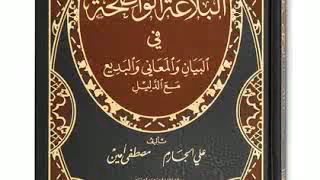 البلاغة الواضحة
في
البيان والمعاني والبديع
مع الدليل
تأليف
علي الجارم مصطفى أمين